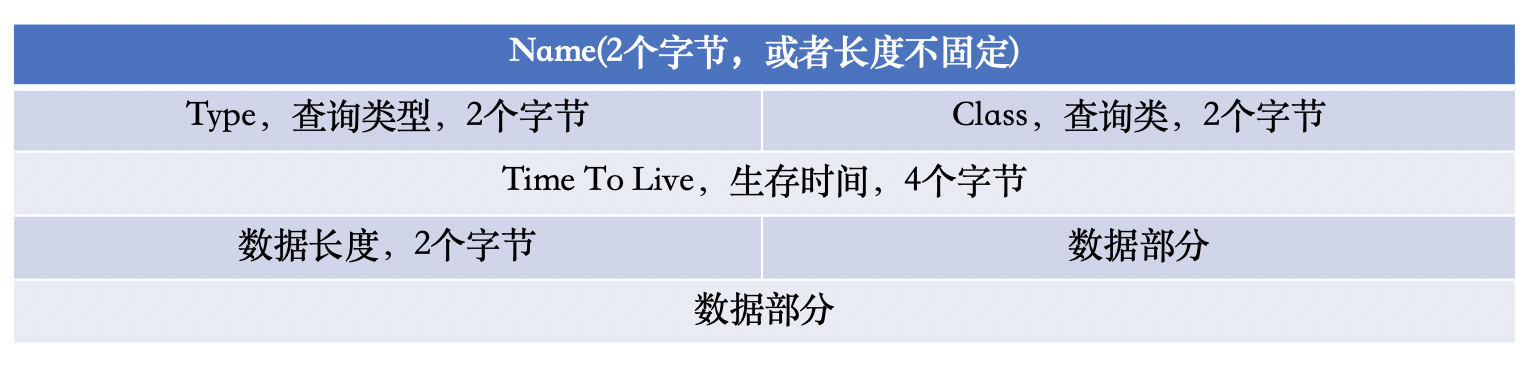 Name(2个字节，或者长度不固定)
Type，查询类型，2个字节
Class，查询类，2个字节
Time To Live，生存时间，4个字节
数据长度，2个字节
数据部分
数据部分